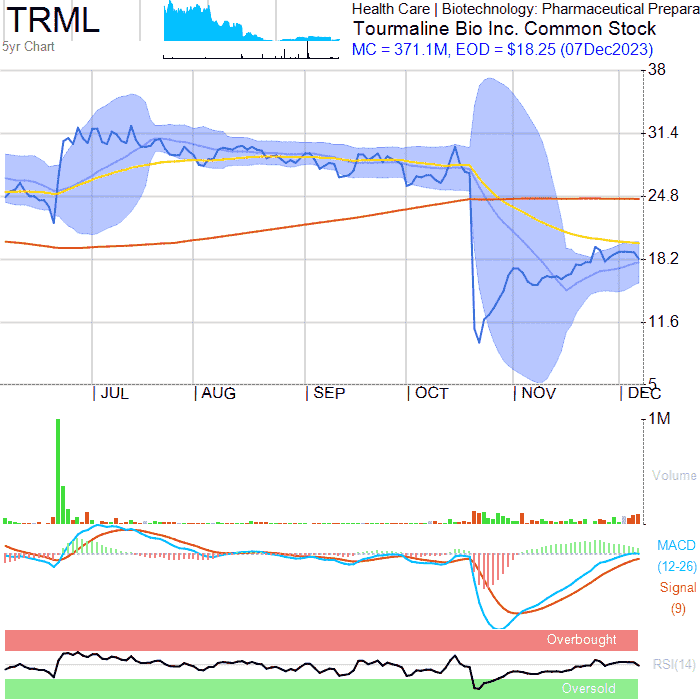 TRML
5yr Chart
Health Care | Biotechnology: Pharmaceutical Prepara
Tourmaline Bio Inc. Common Stock
MC = 371.1M, EOD = $18.25 (07Dec2023)
38
31.4
24.8
18.2
11.6
5
JUL AUG SEP OCT NOV DEC
1M
Volume
MACD
(12-26)
Signal
(9)
Overbought
RSI(14)
Oversold